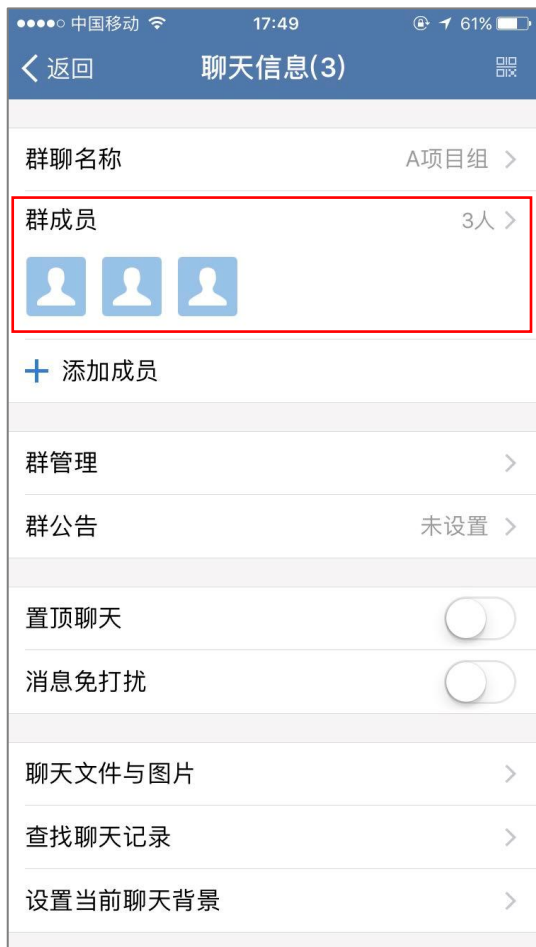 中国移动 17:49 61%
返回 聊天信息(3)
群聊名称 A项目组
群成员 3人
添加成员
群管理
群公告 未设置
置顶聊天
消息免打扰
聊天文件与图片
查找聊天记录
设置当前聊天背景